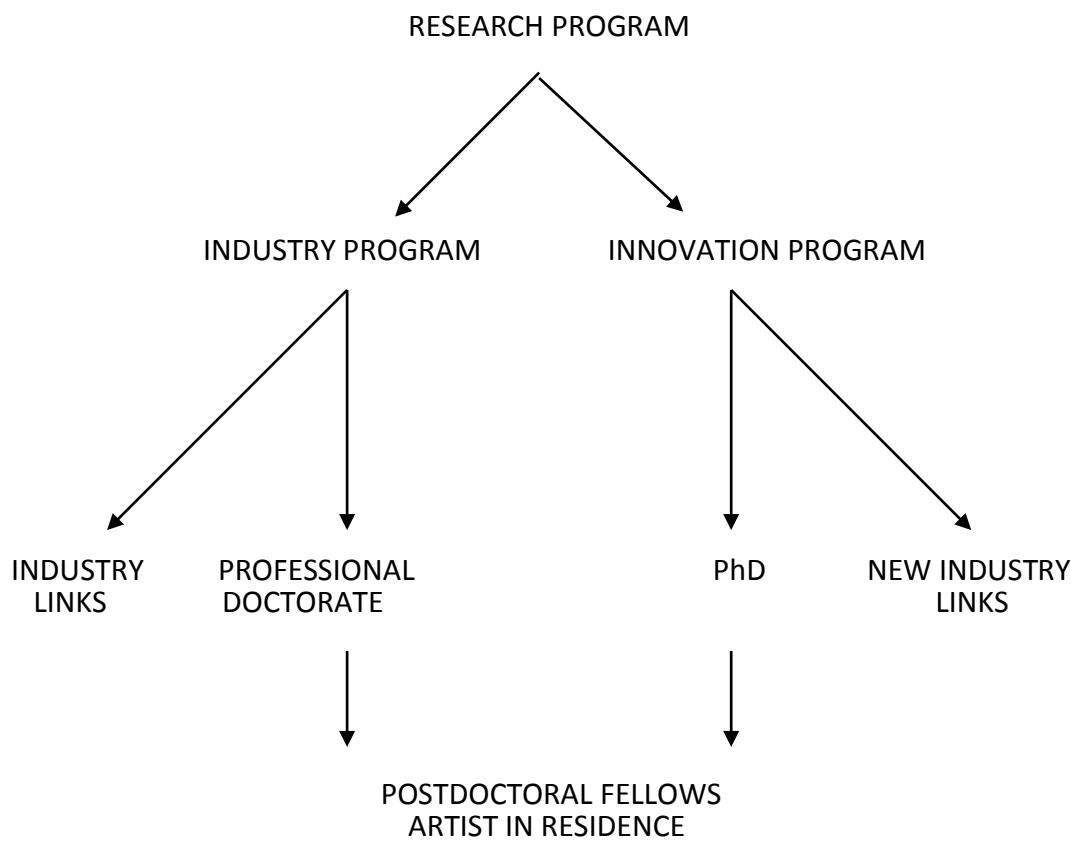 RESEARCH PROGRAM
INDUSTRY PROGRAM
INNOVATION PROGRAM
INDUSTRY
LINKS
PROFESSIONAL
DOCTORATE
PhD
NEW INDUSTRY
LINKS
POSTDOCTORAL FELLOWS
ARTIST IN RESIDENCE